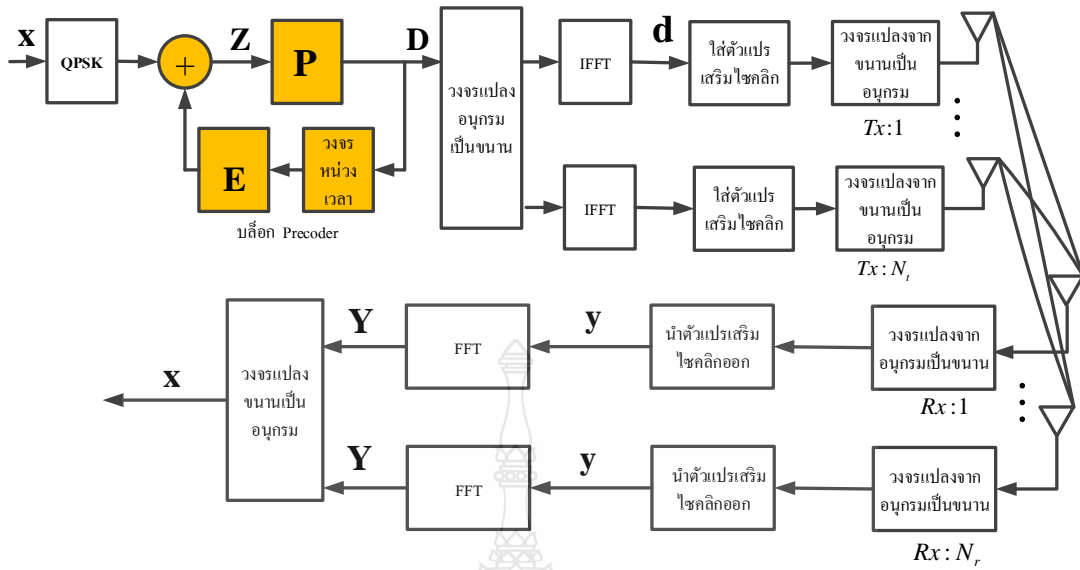 x
QPSK
+
Z
P
D
E
วงจร
หน่วง
เวลา
บล็อก Precoder
วงจรแปลง
อนุกรม
เป็นขนาน
IFFT
d
ใส่ตัวแปร
เสริมไซคลิก
วงจรแปลงจาก
ขนานเป็น
อนุกรม
Tx:1
IFFT
ใส่ตัวแปร
เสริมไซคลิก
วงจรแปลงจาก
ขนานเป็น
อนุกรม
Tx:Nt
x
วงจรแปลง
ขนานเป็น
อนุกรม
Y
FFT
y
นำตัวแปรเสริม
ไซคลิกออก
วงจรแปลงจาก
อนุกรมเป็นขนาน
Rx:1
Y
FFT
y
นำตัวแปรเสริม
ไซคลิกออก
วงจรแปลงจาก
อนุกรมเป็นขนาน
Rx:Nr